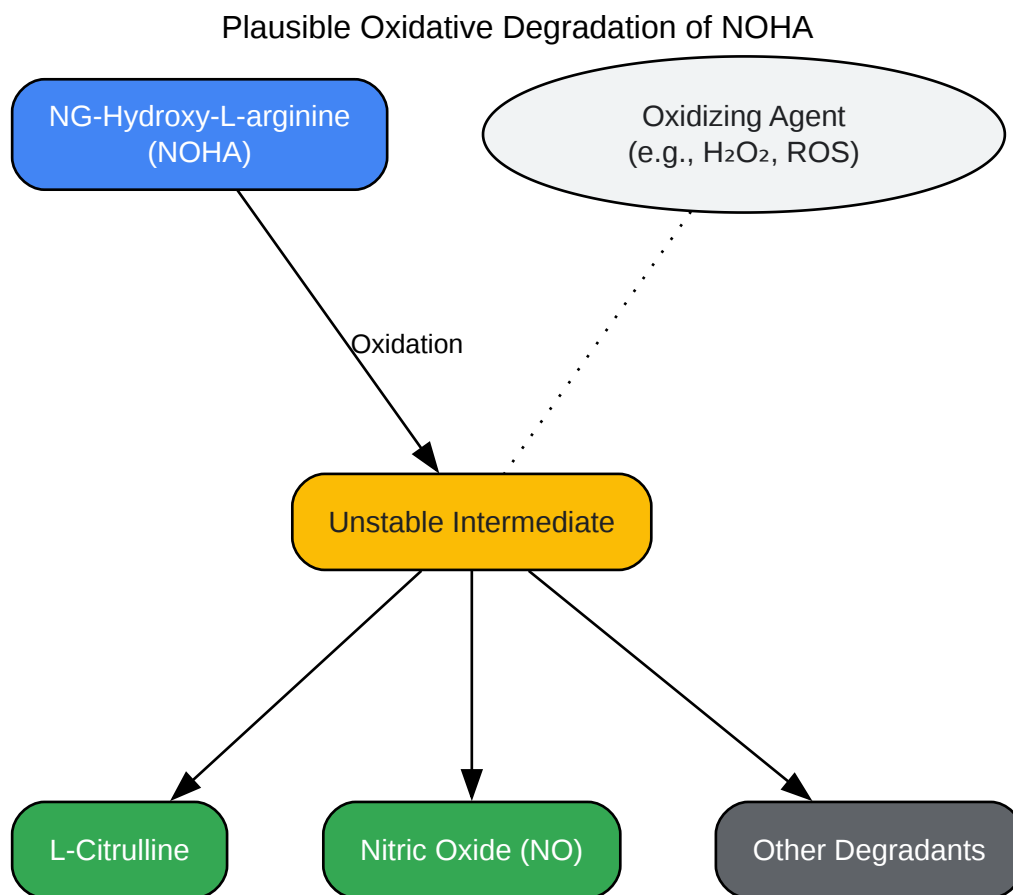 Plausible Oxidative Degradation of NOHA
NG-Hydroxy-L-arginine
(NOHA)
Oxidizing Agent
(e.g., H₂O₂, ROS)
Oxidation
Unstable Intermediate
L-Citrulline
Nitric Oxide (NO)
Other Degradants